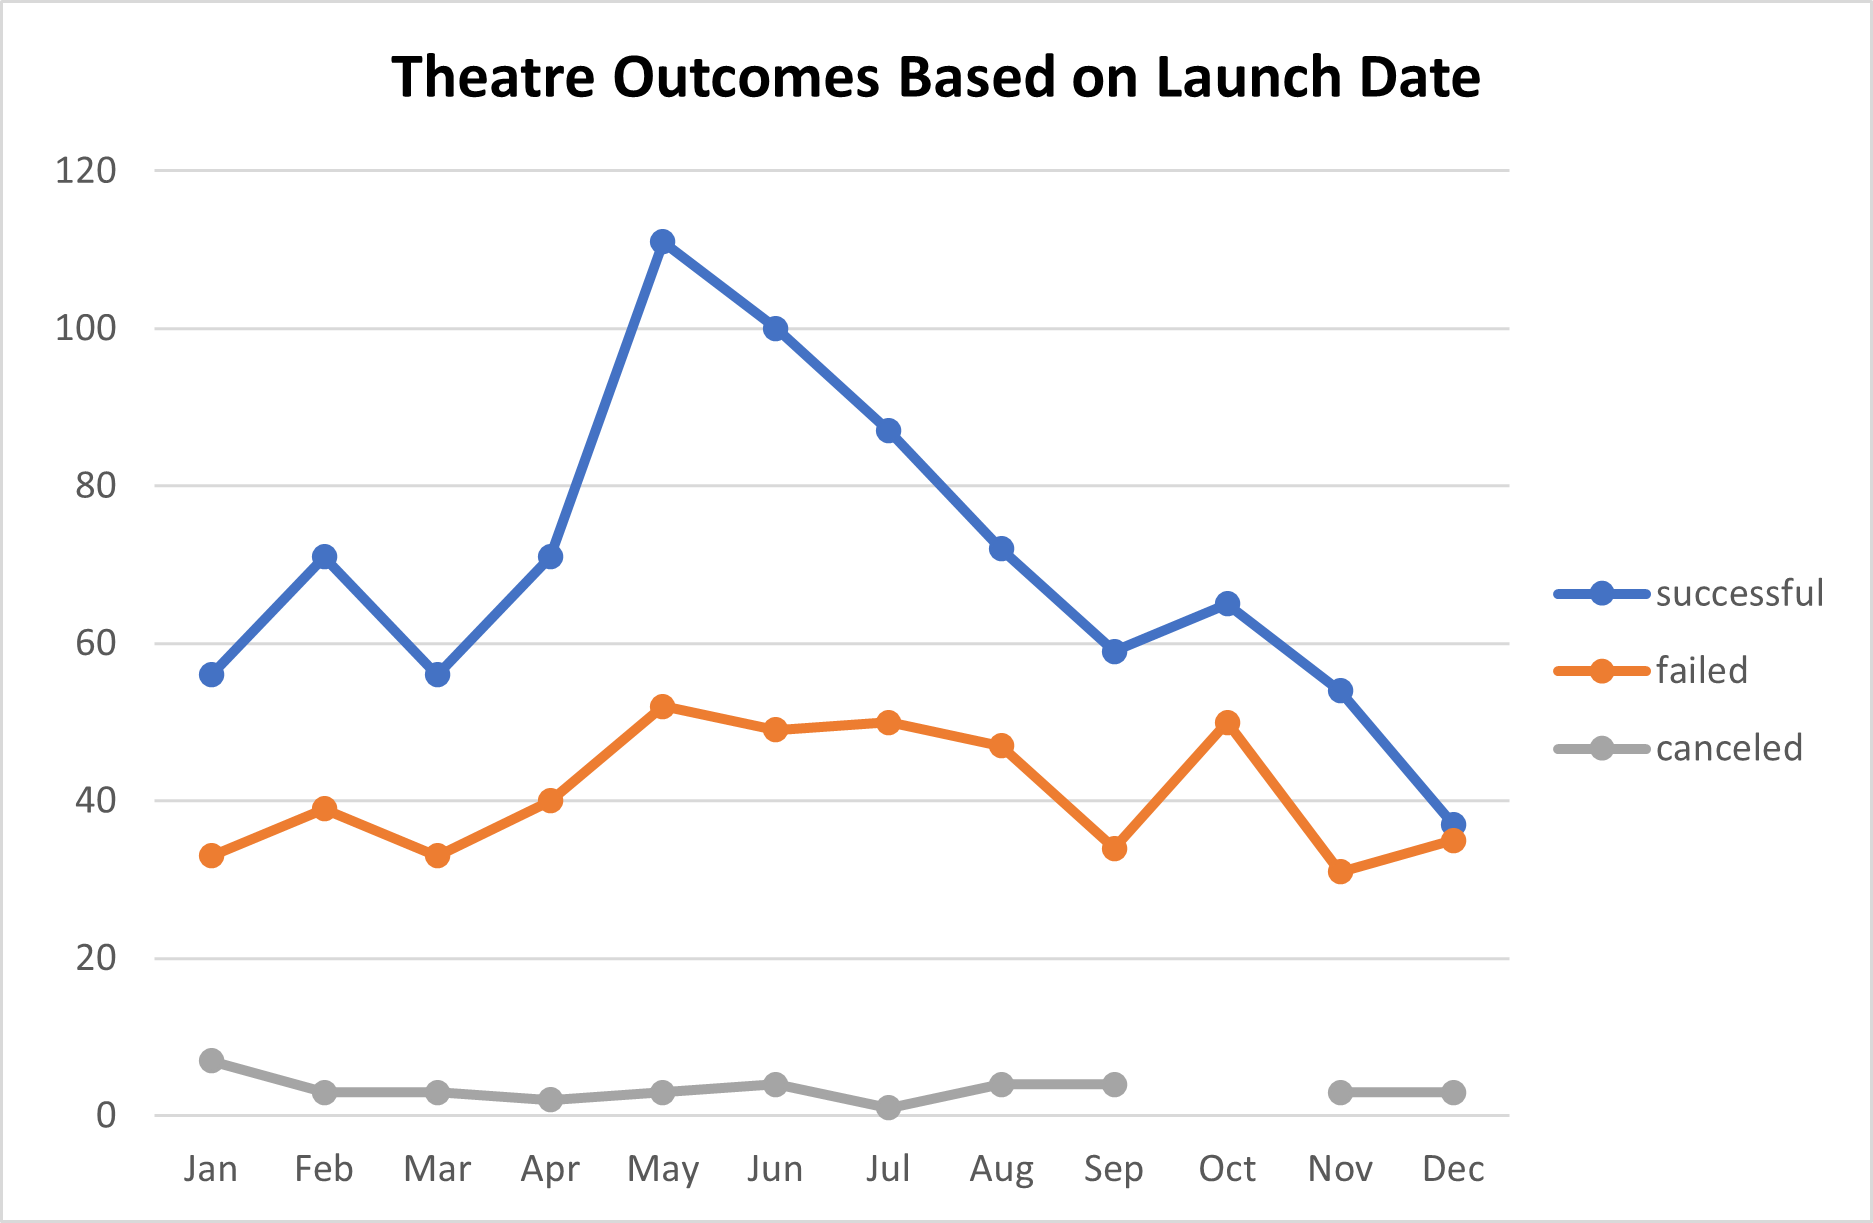 Theatre Outcomes Based on Launch Date
120
100
80
60
40
20
0
Jan Feb Mar Apr May Jun Jul Aug Sep Oct Nov Dec
successful
failed
canceled